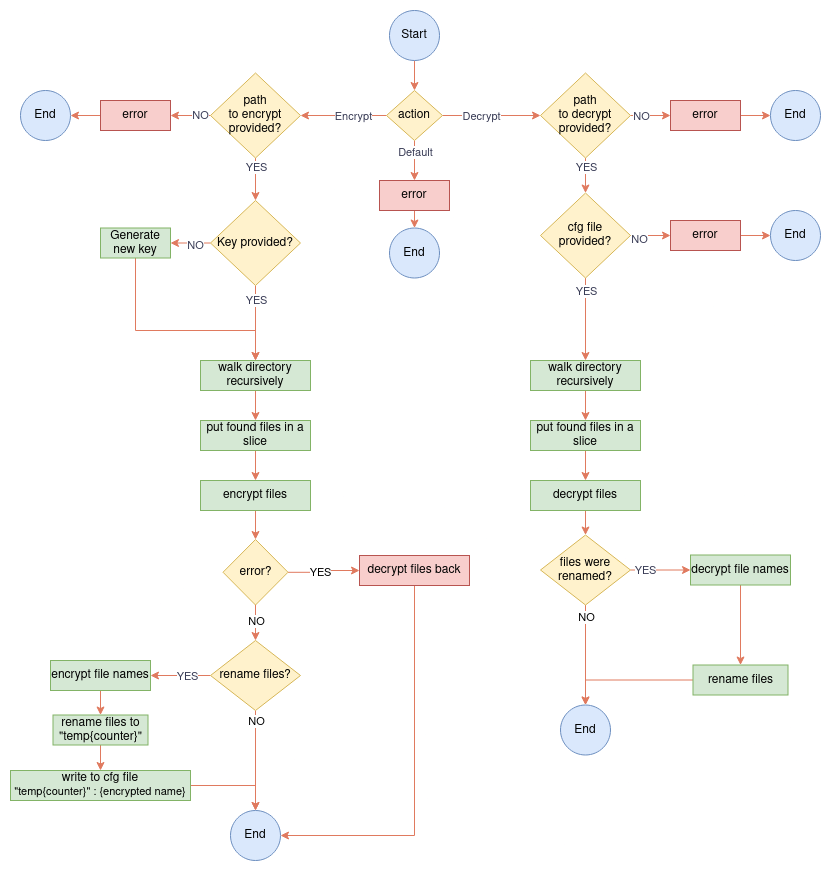 Start
End
error
NO
path
to encrypt
provided?
Encrypt
action
Decrypt
path
to decrypt
provided?
NO
error
End
Default
YES
YES
error
End
Generate
new key
NO
Key provided?
cfg file
provided?
NO
error
End
YES
YES
walk directory
recursively
walk directory
recursively
put found files in a
slice
put found files in a
slice
encrypt files
decrypt files
error?
YES
decrypt files back
files were
renamed?
YES
decrypt file names
NO
NO
encrypt file names
YES
rename files?
rename files
rename files to
"temp{counter}"
NO
End
write to cfg file
"temp{counter}" : {encrypted name}
End